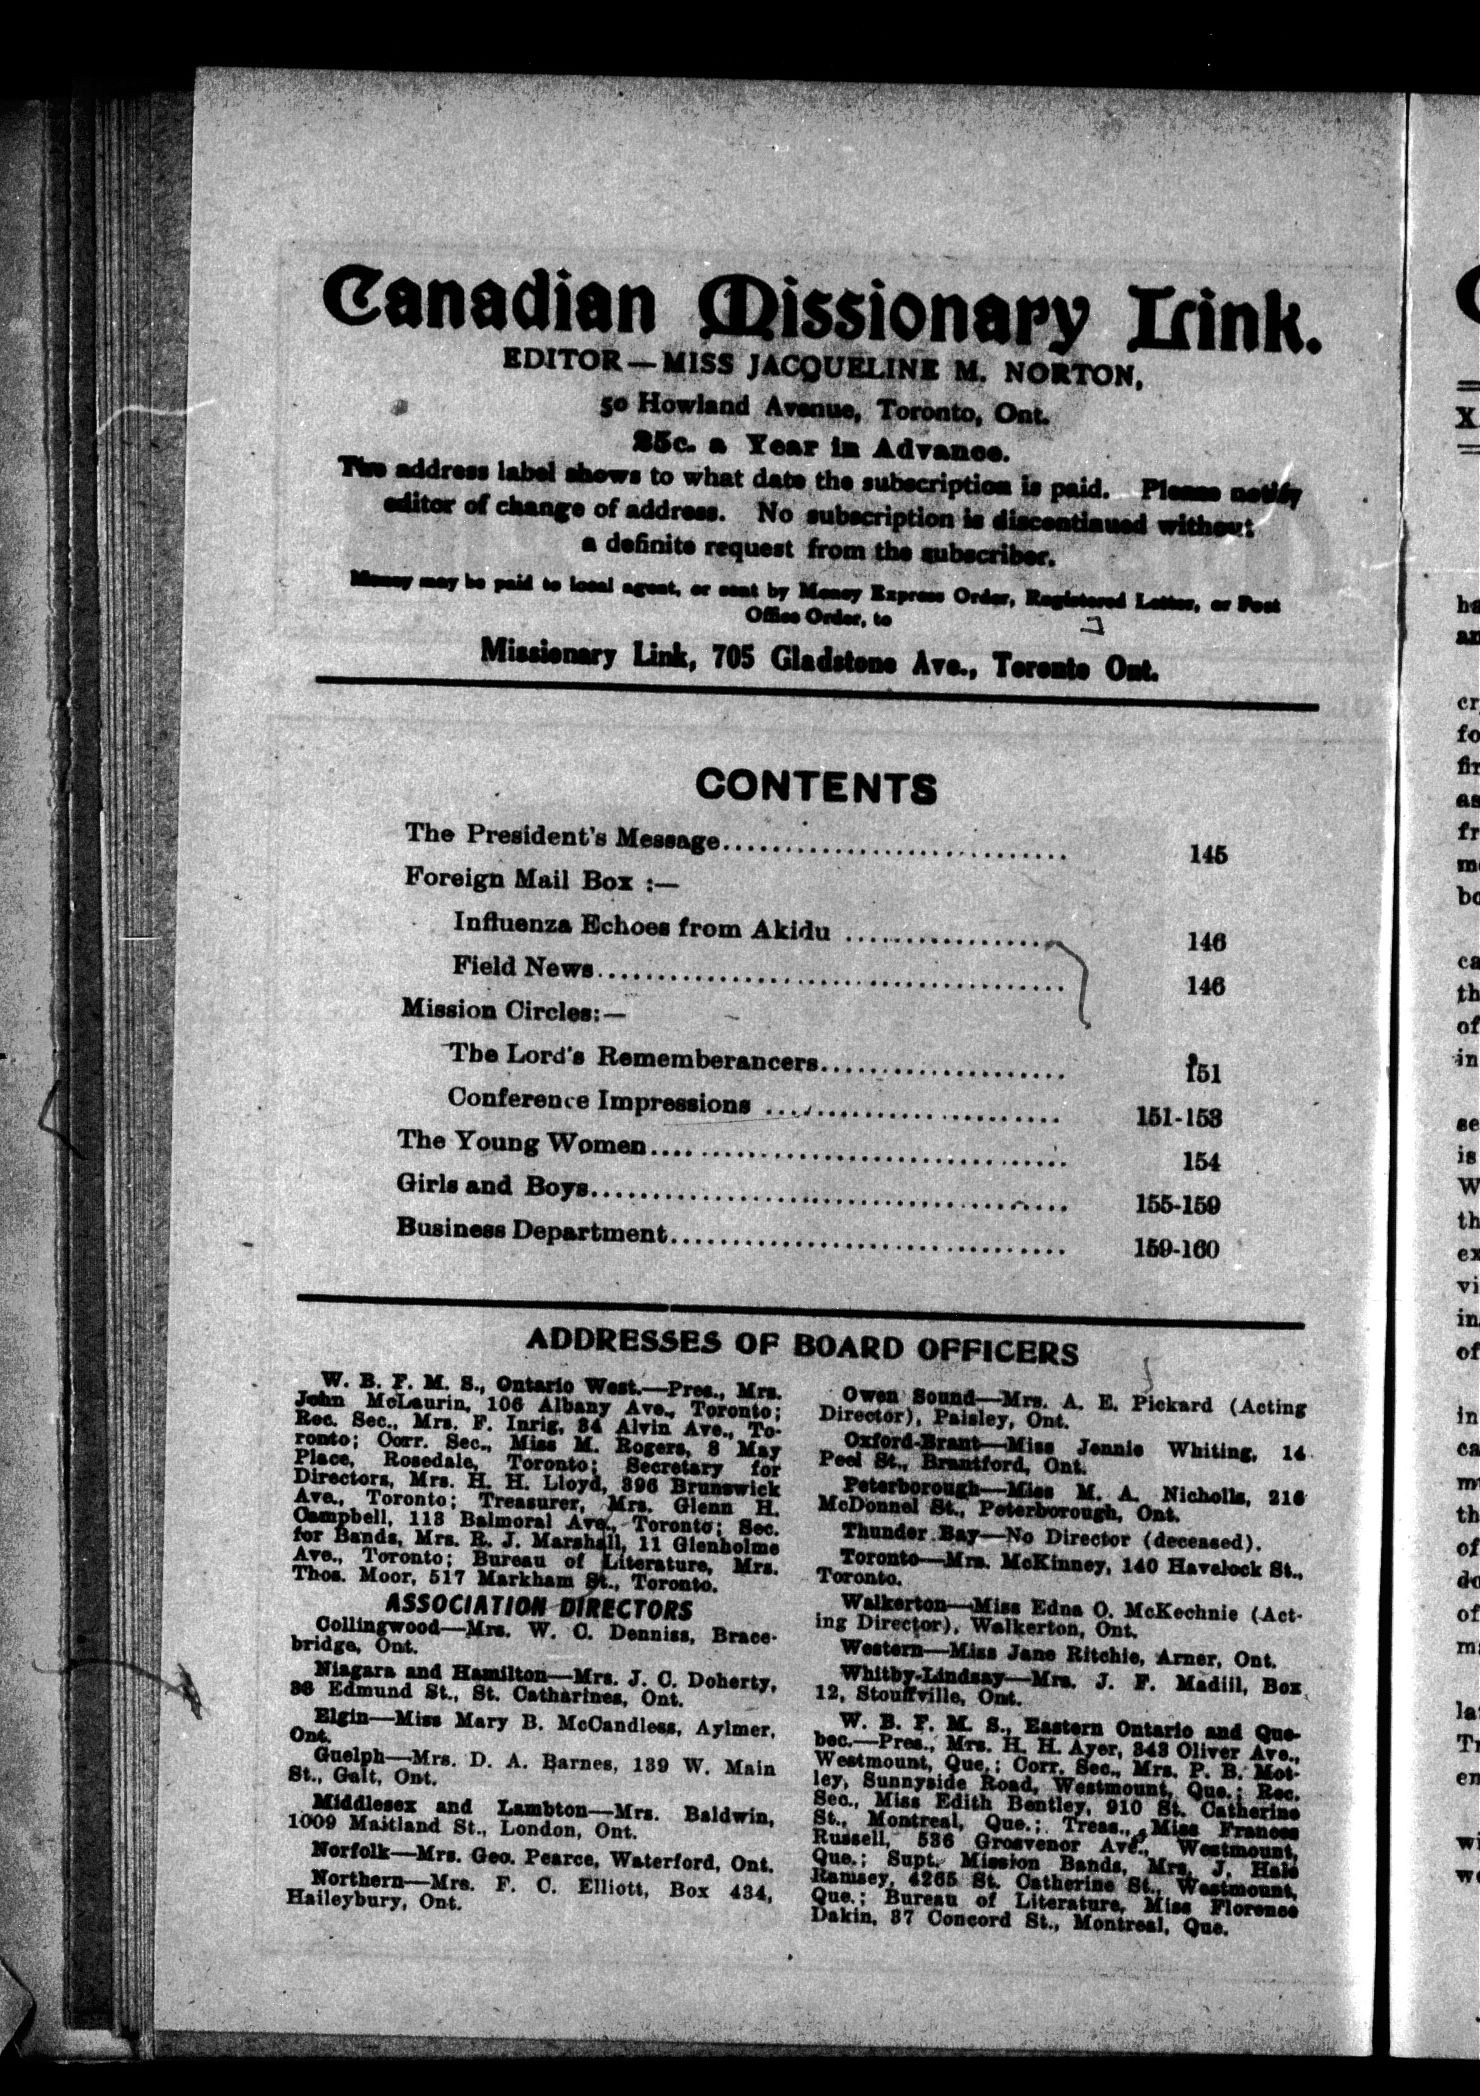 Canadian Missionary Link.
EDITOR—MISS JACQUELINE M. NORTON,
50 Howland Avenue, Toronto, Ont.
25c. a Year in Advance.
The address label shows to what date the subscription is paid. Please notify
editor of change of address. No subscription is discontinued without
a definite request from the subscriber.
Money may be paid to local agent, or sent by Money Express Order, Registered Letter, or Post
Office Order, to
Missionary Link, 705 Gladstone Ave., Toronto Ont.
CONTENTS
The President's Message............................ 145
Foreign Mail Box :—
Influenza Echoes from Akidu .................. 146
Field News...................................... 146
Mission Circles:—
The Lord's Rememberancers.................... 151
Conference Impressions ........................ 151-153
The Young Women.................................. 154
Girls and Boys....................................... 155-159
Business Department................................ 159-160
ADDRESSES OF BOARD OFFICERS
W. B. F. M. S., Ontario West.—Pres., Mrs.
John McLaurin, 106 Albany Ave., Toronto;
Rec. Sec., Mrs. F. Inrig, 34 Alvin Ave., To-
ronto; Corr. Sec., Miss M. Rogers, 8 May
Place, Rosedale, Toronto; Secretary for
Directors, Mrs. H. H. Lloyd, 396 Brunswick
Ave., Toronto; Treasurer, Mrs. Glenn H.
Campbell, 113 Balmoral Ave., Toronto; Sec.
for Bands, Mrs. R. J. Marshall, 11 Glenholme
Ave., Toronto; Bureau of Literature, Mrs.
Thos. Moor, 517 Markham St., Toronto.
ASSOCIATION DIRECTORS
Collingwood—Mrs. W. C. Denniss, Brace-
bridge, Ont.
Niagara and Hamilton—Mrs. J. C. Doherty,
Edmund St., St. Catharines, Ont.
Elgin—Miss Mary B. McCandless, Aylmer,
Ont.
Guelph—Mrs. D. A. Barnes, 139 W. Main
St., Galt, Ont.
Middlesex and Lambton—Mrs. Baldwin,
1009 Maitland St., London, Ont.
Norfolk—Mrs. Geo. Pearce, Waterford, Ont.
Northern—Mrs. F. C. Elliott, Box 434,
Haileybury, Ont.
Owen Sound—Mrs. A. E. Pickard (Acting
Director), Paisley, Ont.
Oxford-Brant—Miss Jennie Whiting, 14
Peel St., Brantford, Ont.
Peterborough—Miss M. A. Nicholls, 216
McDonnel St., Peterborough, Ont.
Thunder Bay—No Director (deceased).
Toronto—Mrs. McKinney, 140 Havelock St.,
Toronto.
Walkerton—Miss Edna O. McKechnie (Act-
ing Director), Walkerton, Ont.
Western—Miss Jane Ritchie, Arner, Ont.
Whitby-Lindsay—Mrs. J. F. Madill, Box
12, Stouffville, Ont.
W. B. F. M. S., Eastern Ontario and Que-
bec.—Pres., Mrs. H. H. Ayer, 343 Oliver Ave.,
Westmount, Que.; Corr. Sec., Mrs. P. B. Mot-
ley, Sunnyside Road, Westmount, Que.; Rec.
Sec., Miss Edith Bentley, 910 St. Catherine
St., Montreal, Que.; Treas., Miss Frances
Russell, 536 Grosvenor Ave., Westmount,
Que.; Supt. Mission Bands, Mrs. J. Hale
Ramsey, 4265 St. Catherine St., Westmount,
Que.; Bureau of Literature, Miss Florence
Dakin, 37 Concord St., Montreal, Que.